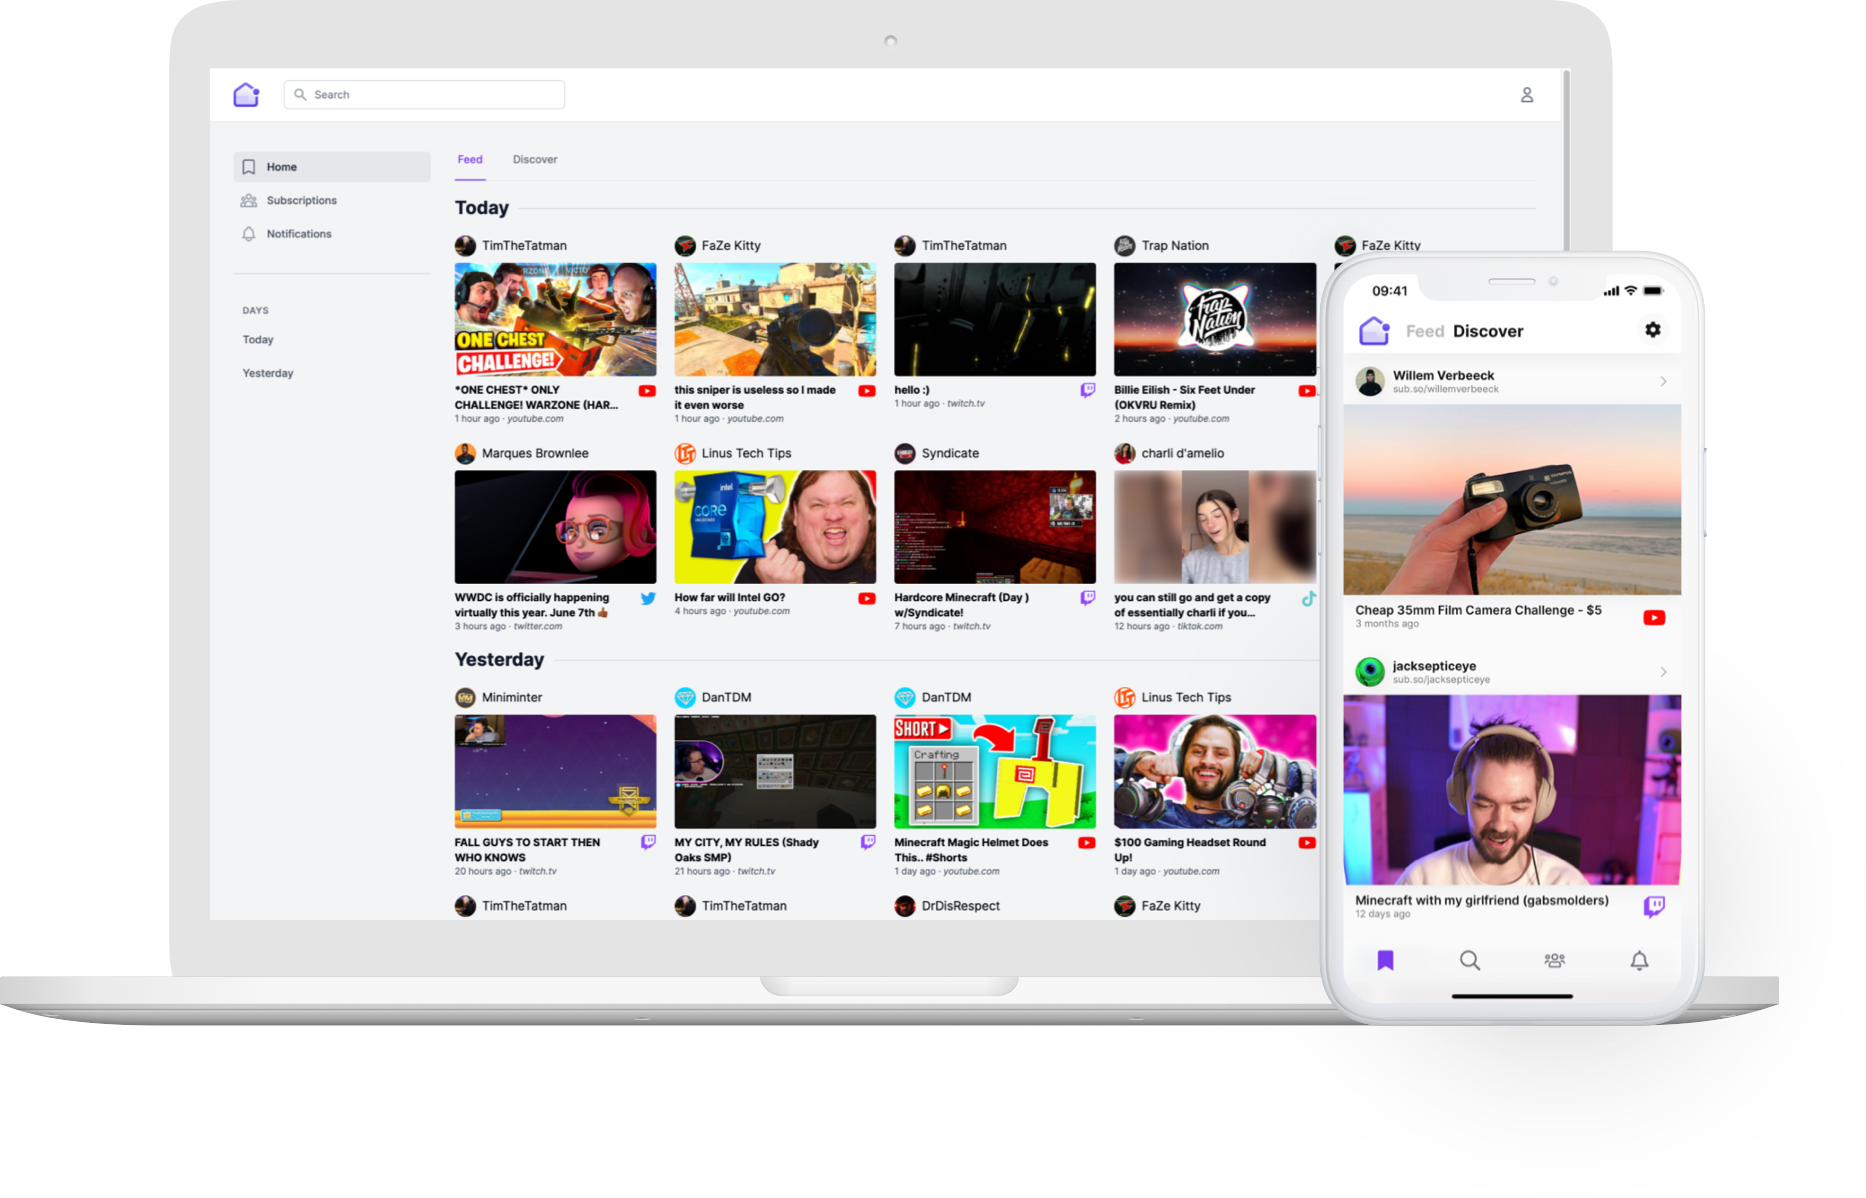 Search
Home
Subscriptions
Notifications
DAYS
Today
Yesterday
Feed Discover
Today
TimTheTatman
FaZe Kitty
TimTheTatman
Trap Nation
FaZe Kitty
ONE CHEST
CHALLENGE!
Trap
Nation
*ONE CHEST* ONLY
CHALLENGE! WARZONE (HAR...
1 hour ago · youtube.com
this sniper is useless so I made
it even worse
1 hour ago · youtube.com
hello :)
1 hour ago · twitch.tv
Billie Eilish - Six Feet Under
(OKVRU Remix)
2 hours ago · youtube.com
Marques Brownlee
Linus Tech Tips
Syndicate
charli d'amelio
intel
CORE
WWDC is officially happening
virtually this year. June 7th 👍🏾
3 hours ago · twitter.com
How far will Intel GO?
4 hours ago · youtube.com
Hardcore Minecraft (Day )
w/Syndicate!
7 hours ago · twitch.tv
you can still go and get a copy
of essentially charli if you...
12 hours ago · tiktok.com
Yesterday
Miniminter
DanTDM
DanTDM
Linus Tech Tips
SHORT
Crafting
FALL GUYS TO START THEN
WHO KNOWS
20 hours ago · twitch.tv
MY CITY, MY RULES (Shady
Oaks SMP)
21 hours ago · twitch.tv
Minecraft Magic Helmet Does
This.. #Shorts
1 day ago · youtube.com
$100 Gaming Headset Round
Up!
1 day ago · youtube.com
TimTheTatman
TimTheTatman
DrDisRespect
FaZe Kitty
09:41
Feed Discover
Willem Verbeeck
sub.so/willemverbeeck
Cheap 35mm Film Camera Challenge - $5
3 months ago
jacksepticeye
sub.so/jacksepticeye
Minecraft with my girlfriend (gabsmolders)
12 days ago